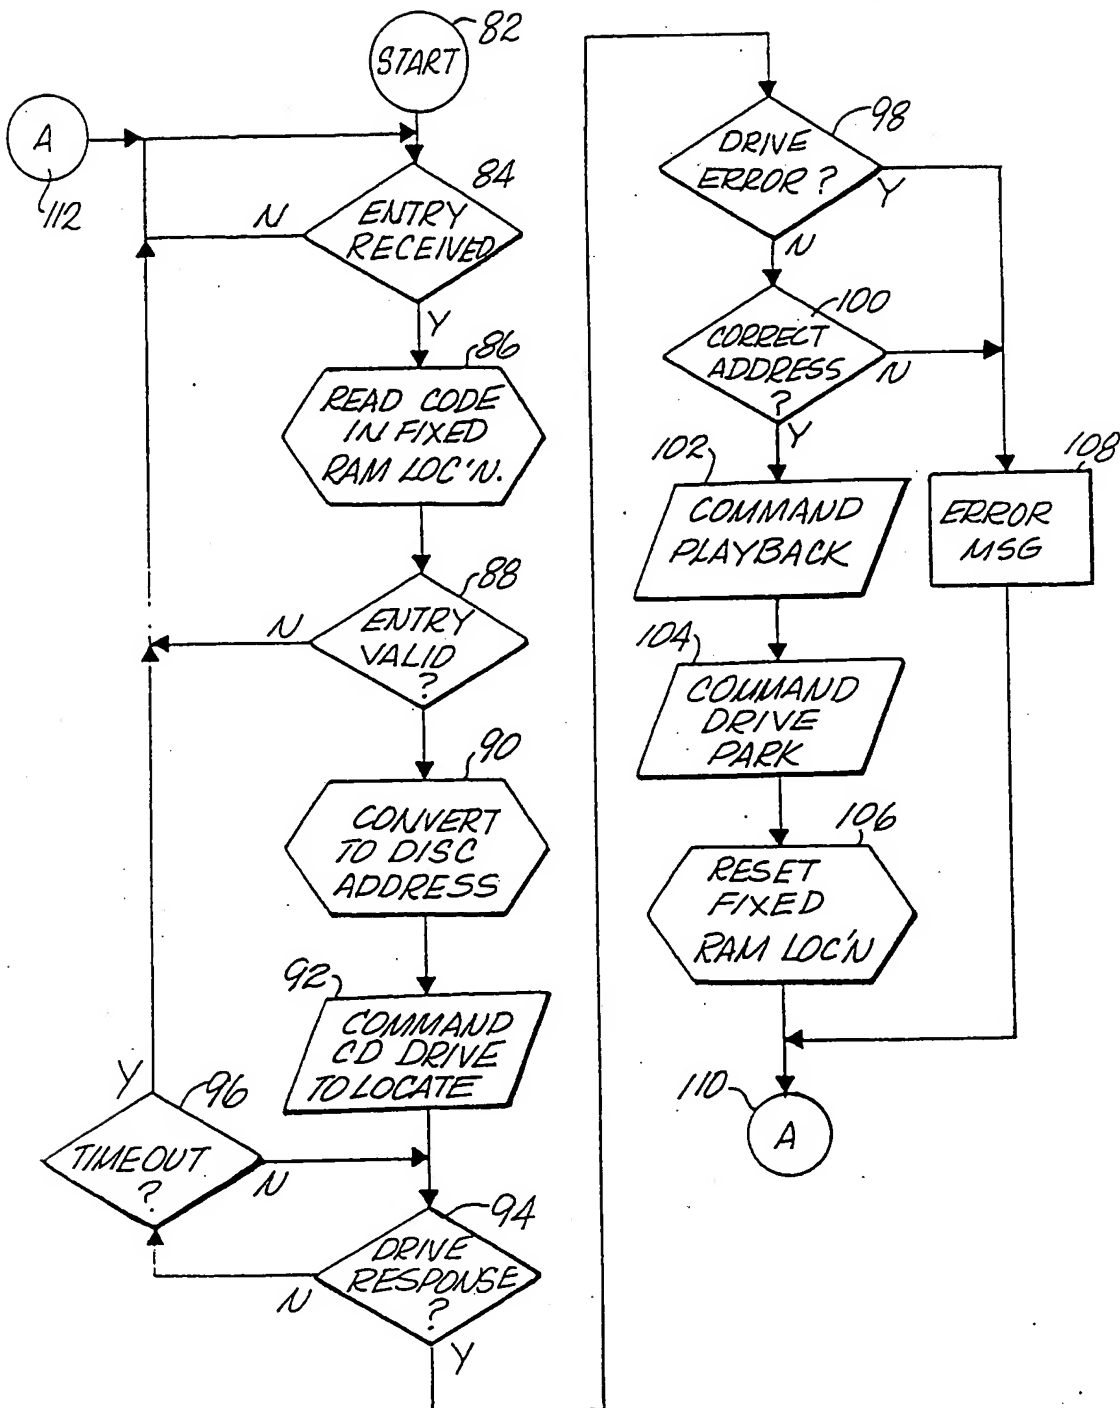 82
START
A
112
84
ENTRY
RECEIVED
N
Y
86
READ CODE
IN FIXED
RAM LOC'N.
88
ENTRY
VALID
?
N
90
CONVERT
TO DISC
ADDRESS
92
COMMAND
CD DRIVE
TO LOCATE
Y
96
TIMEOUT
?
N
94
DRIVE
RESPONSE
?
N
Y
98
DRIVE
ERROR ?
Y
N
100
CORRECT
ADDRESS
?
N
Y
102
COMMAND
PLAYBACK
108
ERROR
MSG
104
COMMAND
DRIVE
PARK
106
RESET
FIXED
RAM LOC'N
110
A